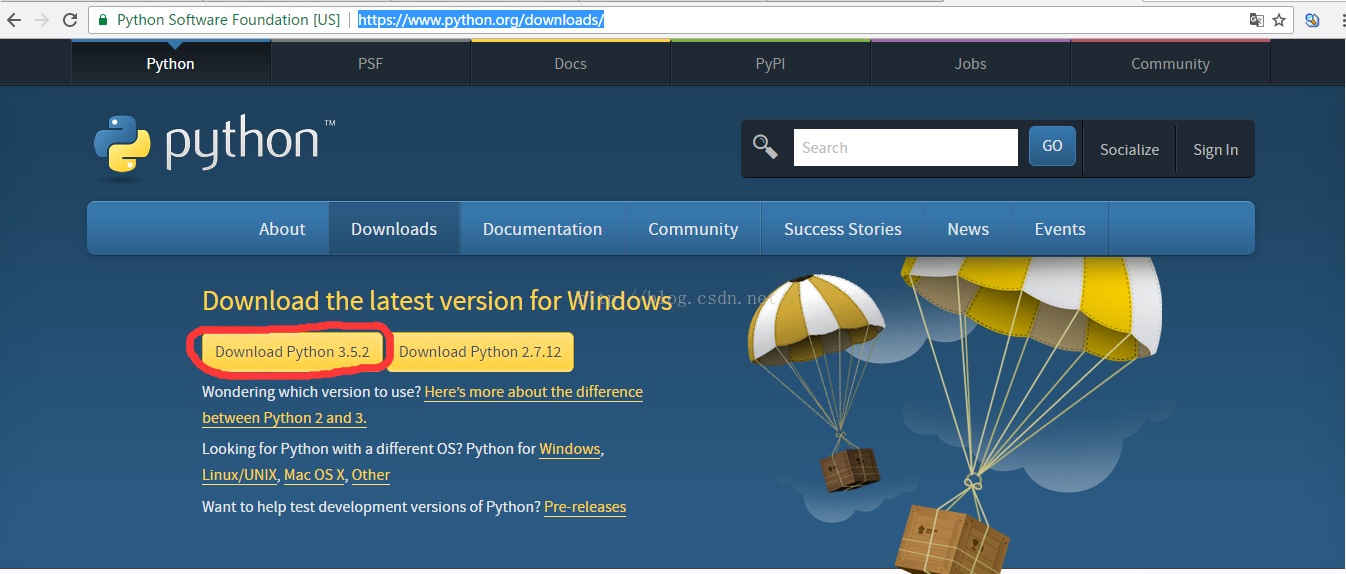 Python Software Foundation [US] https://www.python.org/downloads/
Python PSF Docs PyPI Jobs Community
python™
Search GO Socialize Sign In
About Downloads Documentation Community Success Stories News Events
Download the latest version for Windows
http://blog.csdn.net
Download Python 3.5.2 Download Python 2.7.12
Wondering which version to use? Here's more about the difference
between Python 2 and 3.
Looking for Python with a different OS? Python for Windows,
Linux/UNIX, Mac OS X, Other
Want to help test development versions of Python? Pre-releases